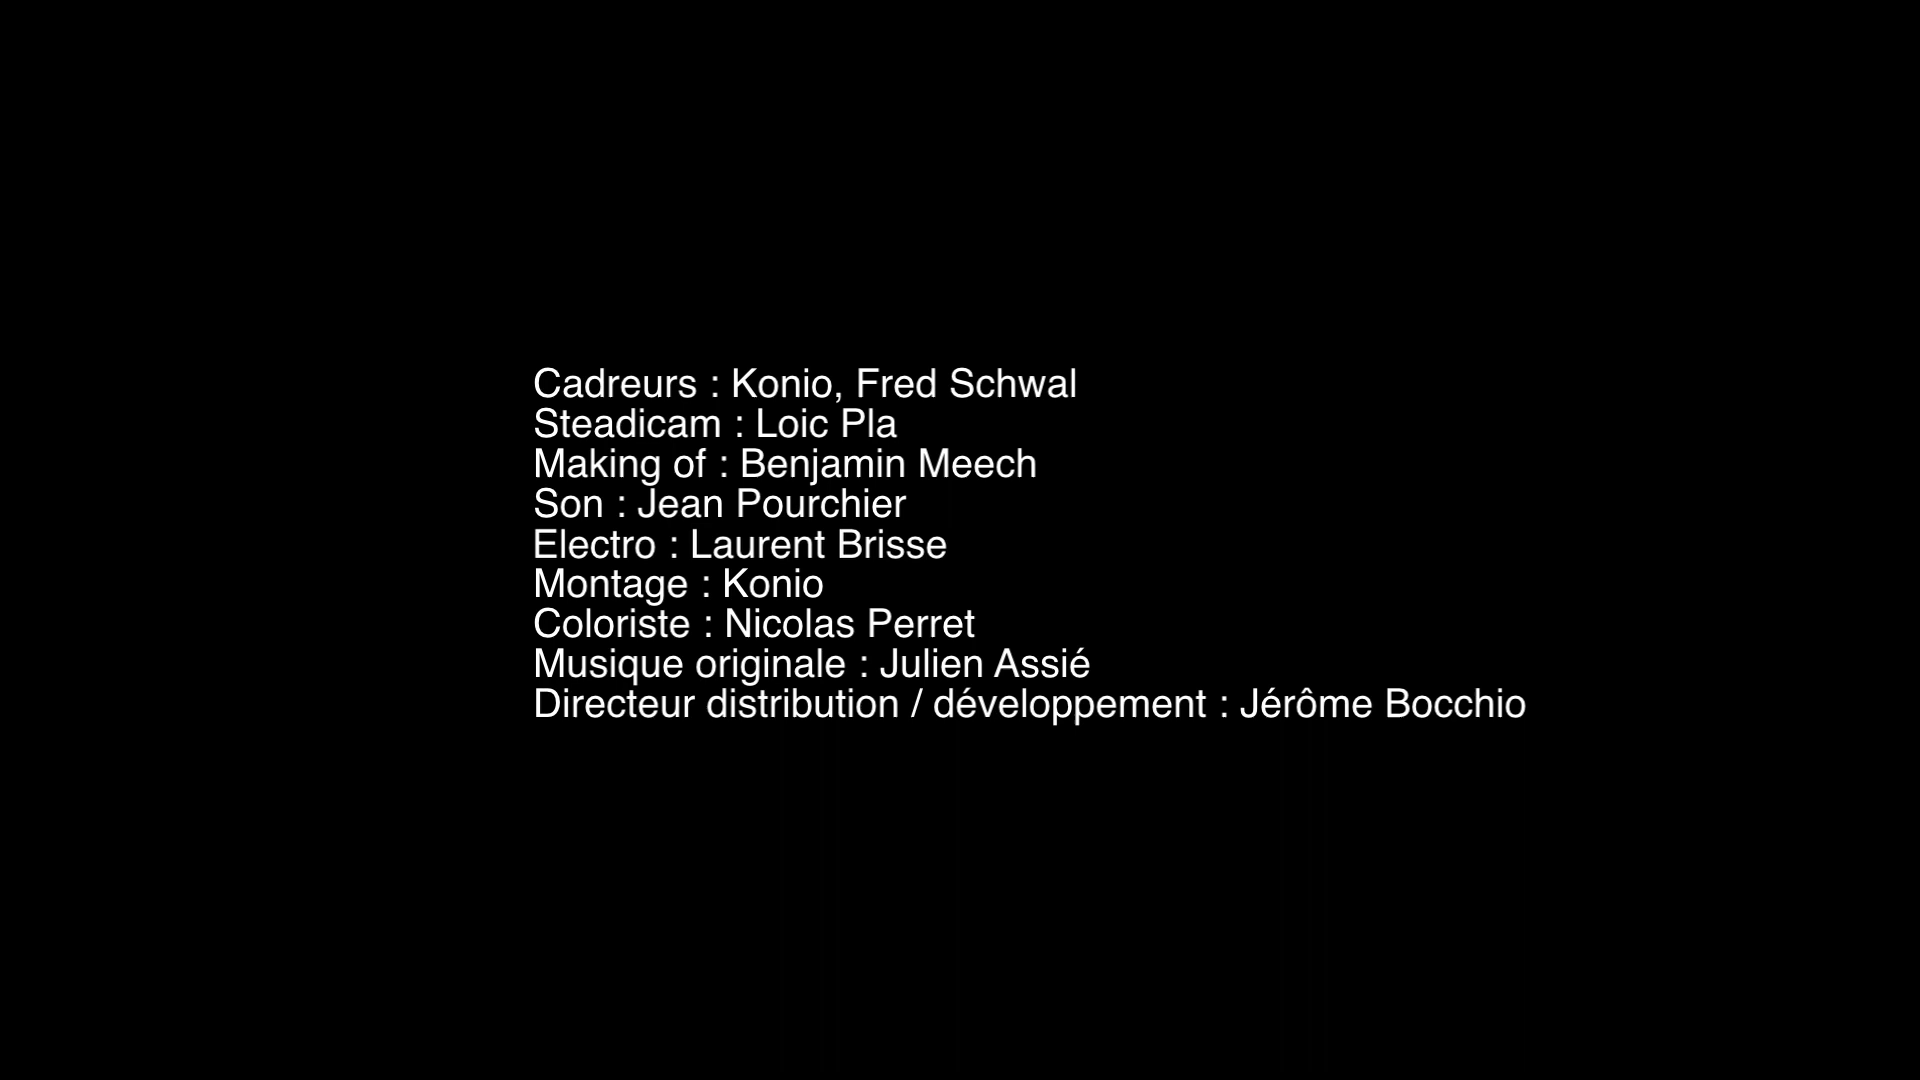 Cadreurs : Konio, Fred Schwal
Steadicam : Loic Pla
Making of : Benjamin Meech
Son : Jean Pourchier
Electro : Laurent Brisse
Montage : Konio
Coloriste : Nicolas Perret
Musique originale : Julien Assié
Directeur distribution / développement : Jérôme Bocchio